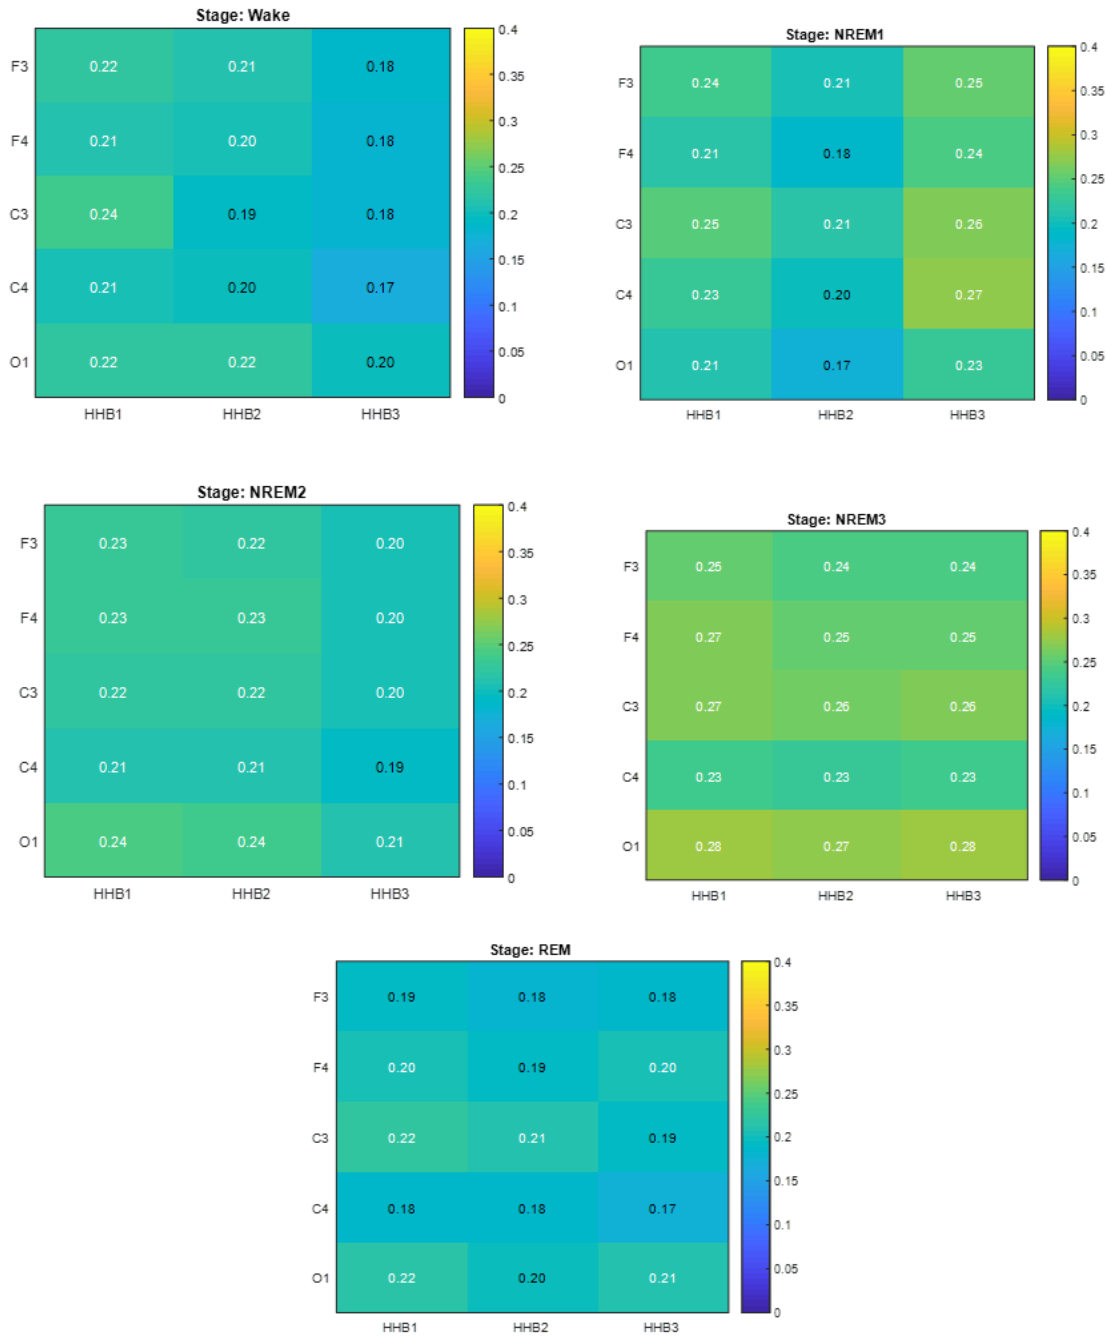 Stage: Wake
0.4
F3 0.22 0.21 0.18
0.35
0.3
F4 0.21 0.20 0.18
0.25
C3 0.24 0.19 0.18
0.2
0.15
C4 0.21 0.20 0.17
0.1
O1 0.22 0.22 0.20
0.05
0
HHB1 HHB2 HHB3
Stage: NREM1
0.4
F3 0.24 0.21 0.25
0.35
0.3
F4 0.21 0.18 0.24
0.25
C3 0.25 0.21 0.26
0.2
0.15
C4 0.23 0.20 0.27
0.1
O1 0.21 0.17 0.23
0.05
0
HHB1 HHB2 HHB3
Stage: NREM2
0.4
F3 0.23 0.22 0.20
0.35
0.3
F4 0.23 0.23 0.20
0.25
C3 0.22 0.22 0.20
0.2
0.15
C4 0.21 0.21 0.19
0.1
O1 0.24 0.24 0.21
0.05
0
HHB1 HHB2 HHB3
Stage: NREM3
0.4
F3 0.25 0.24 0.24
0.35
0.3
F4 0.27 0.25 0.25
0.25
C3 0.27 0.26 0.26
0.2
0.15
C4 0.23 0.23 0.23
0.1
O1 0.28 0.27 0.28
0.05
0
HHB1 HHB2 HHB3
Stage: REM
0.4
F3 0.19 0.18 0.18
0.35
0.3
F4 0.20 0.19 0.20
0.25
C3 0.22 0.21 0.19
0.2
0.15
C4 0.18 0.18 0.17
0.1
O1 0.22 0.20 0.21
0.05
0
HHB1 HHB2 HHB3